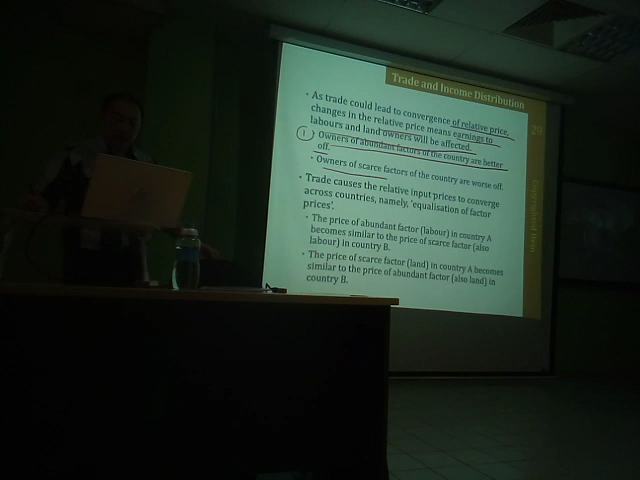 Trade and Income Distribution
29
• As trade could lead to convergence of relative price,
changes in the relative price means earnings to
labours and land owners will be affected.
1
• Owners of abundant factors of the country are better
off.
• Owners of scarce factors of the country are worse off.
• Trade causes the relative input prices to converge
across countries, namely, 'equalisation of factor
prices'.
• The price of abundant factor (labour) in country A
becomes similar to the price of scarce factor (also
labour) in country B.
• The price of scarce factor (land) in country A becomes
similar to the price of abundant factor (also land) in
country B.